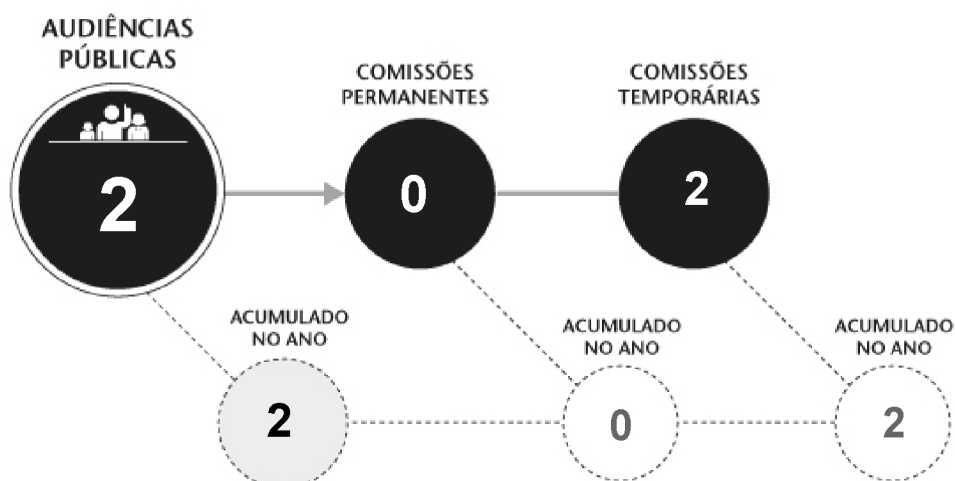 AUDIÊNCIAS
PÚBLICAS
2
COMISSÕES
PERMANENTES
0
COMISSÕES
TEMPORÁRIAS
2
ACUMULADO
NO ANO
2
ACUMULADO
NO ANO
0
ACUMULADO
NO ANO
2